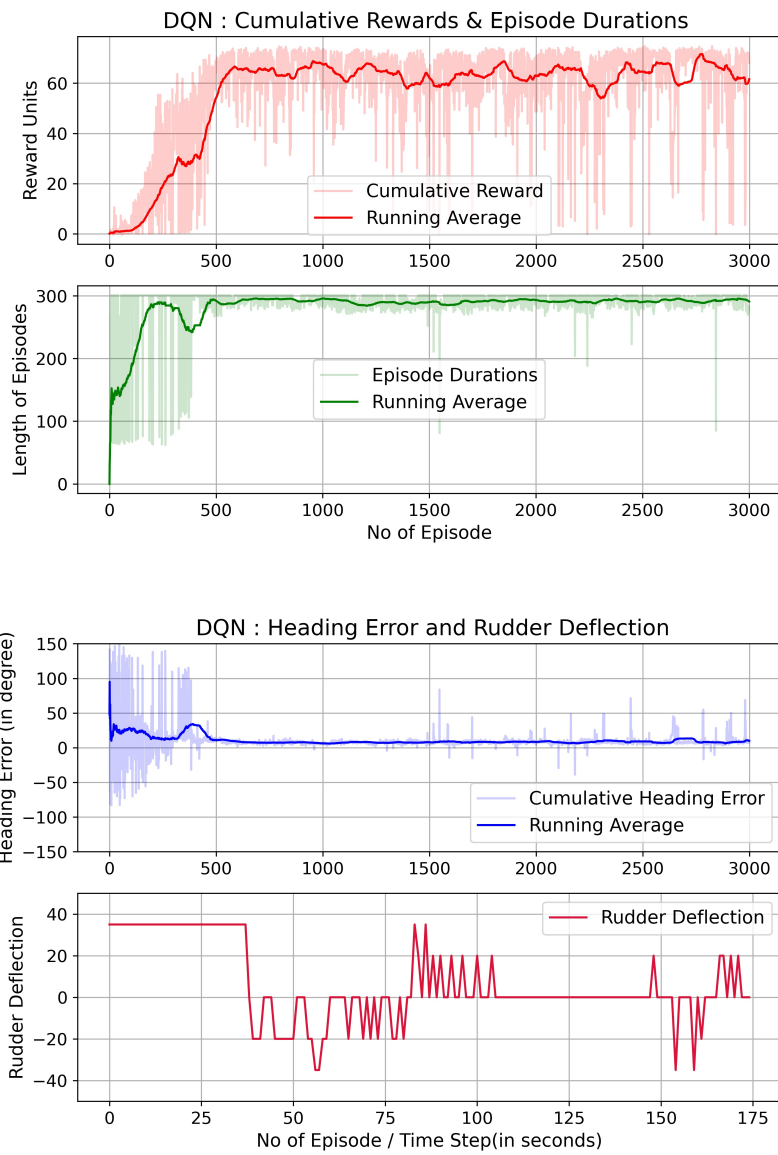 DQN : Cumulative Rewards & Episode Durations
Reward Units
60
40
20
0
Cumulative Reward
Running Average
0 500 1000 1500 2000 2500 3000
Length of Episodes
300
200
100
0
Episode Durations
Running Average
0 500 1000 1500 2000 2500 3000
No of Episode
DQN : Heading Error and Rudder Deflection
Heading Error (in degree)
150
100
50
0
−50
−100
−150
Cumulative Heading Error
Running Average
0 500 1000 1500 2000 2500 3000
Rudder Deflection
40
20
0
−20
−40
Rudder Deflection
0 25 50 75 100 125 150 175
No of Episode / Time Step(in seconds)